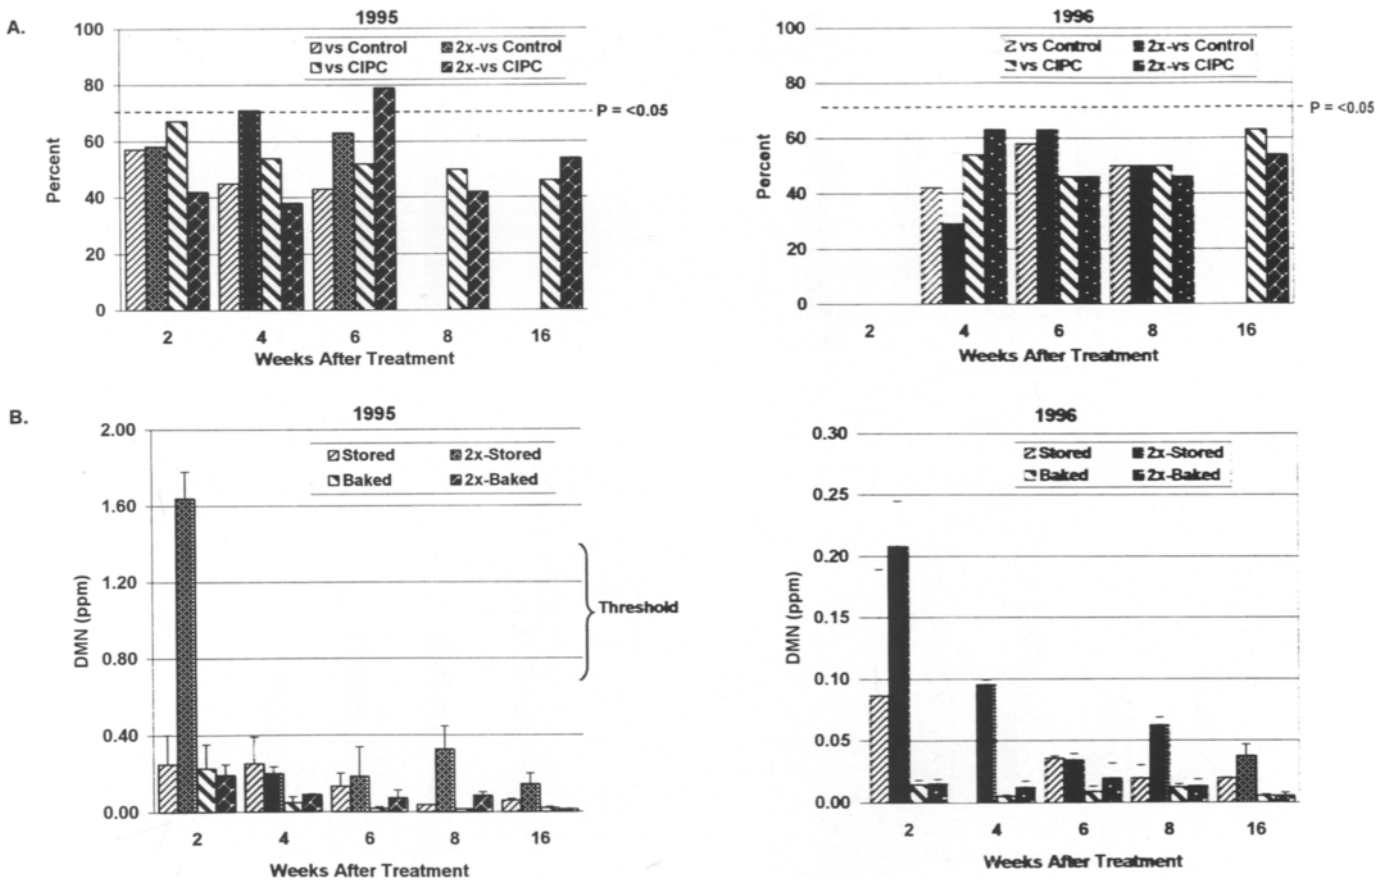 A.
1995
100
80
60
40
20
0
Percent
vs Control 2x-vs Control
vs CIPC 2x-vs CIPC
P = <0.05
2 4 6 8 16
Weeks After Treatment
1996
100
80
60
40
20
0
Percent
vs Control 2x-vs Control
vs CIPC 2x-vs CIPC
P = <0.05
2 4 6 8 16
Weeks After Treatment
B.
1995
2.00
1.60
1.20
0.80
0.40
0.00
DMN (ppm)
Stored 2x-Stored
Baked 2x-Baked
Threshold
2 4 6 8 16
Weeks After Treatment
1996
0.30
0.25
0.20
0.15
0.10
0.05
0.00
DMN (ppm)
Stored 2x-Stored
Baked 2x-Baked
2 4 6 8 16
Weeks After Treatment